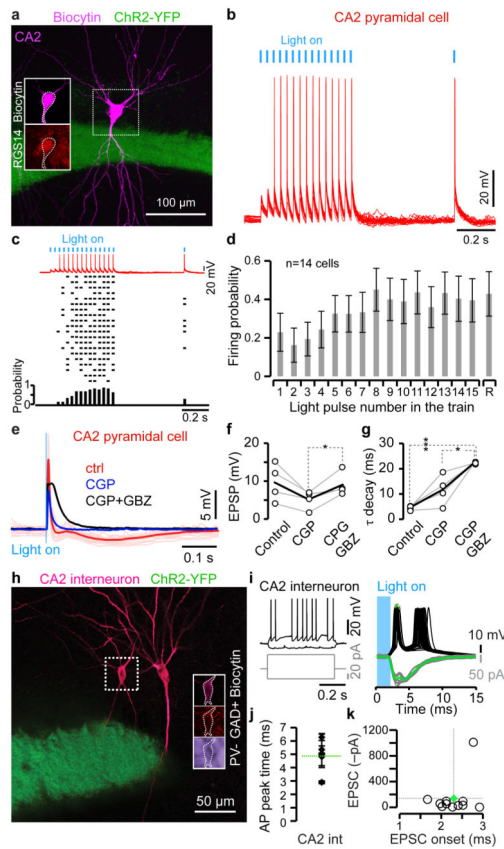 a
Biocytin ChR2-YFP
CA2
RGS14 Biocytin
100 µm
b
CA2 pyramidal cell
Light on
20 mV
0.2 s
c
Light on
20 mV
Probability
1
0
0.2 s
d
n=14 cells
Firing probability
0.6
0.4
0.2
0
1 2 3 4 5 6 7 8 9 10 11 12 13 14 15 R
Light pulse number in the train
e
CA2 pyramidal cell
ctrl
CGP
CGP+GBZ
5 mV
Light on
0.1 s
f
EPSP (mV)
20
15
10
5
0
*
Control
CGP
CPG
GBZ
g
τ decay (ms)
30
20
10
0
***
*
Control
CGP
CGP
GBZ
h
CA2 interneuron ChR2-YFP
PV- GAD+ Biocytin
50 µm
i
CA2 interneuron
20 mV
20 pA
0.2 s
Light on
10 mV
50 pA
0 5 10 15
Time (ms)
j
AP peak time (ms)
7
6
5
4
3
2
1
0
CA2 int
k
EPSC (–pA)
1200
800
400
0
1 2 3
EPSC onset (ms)